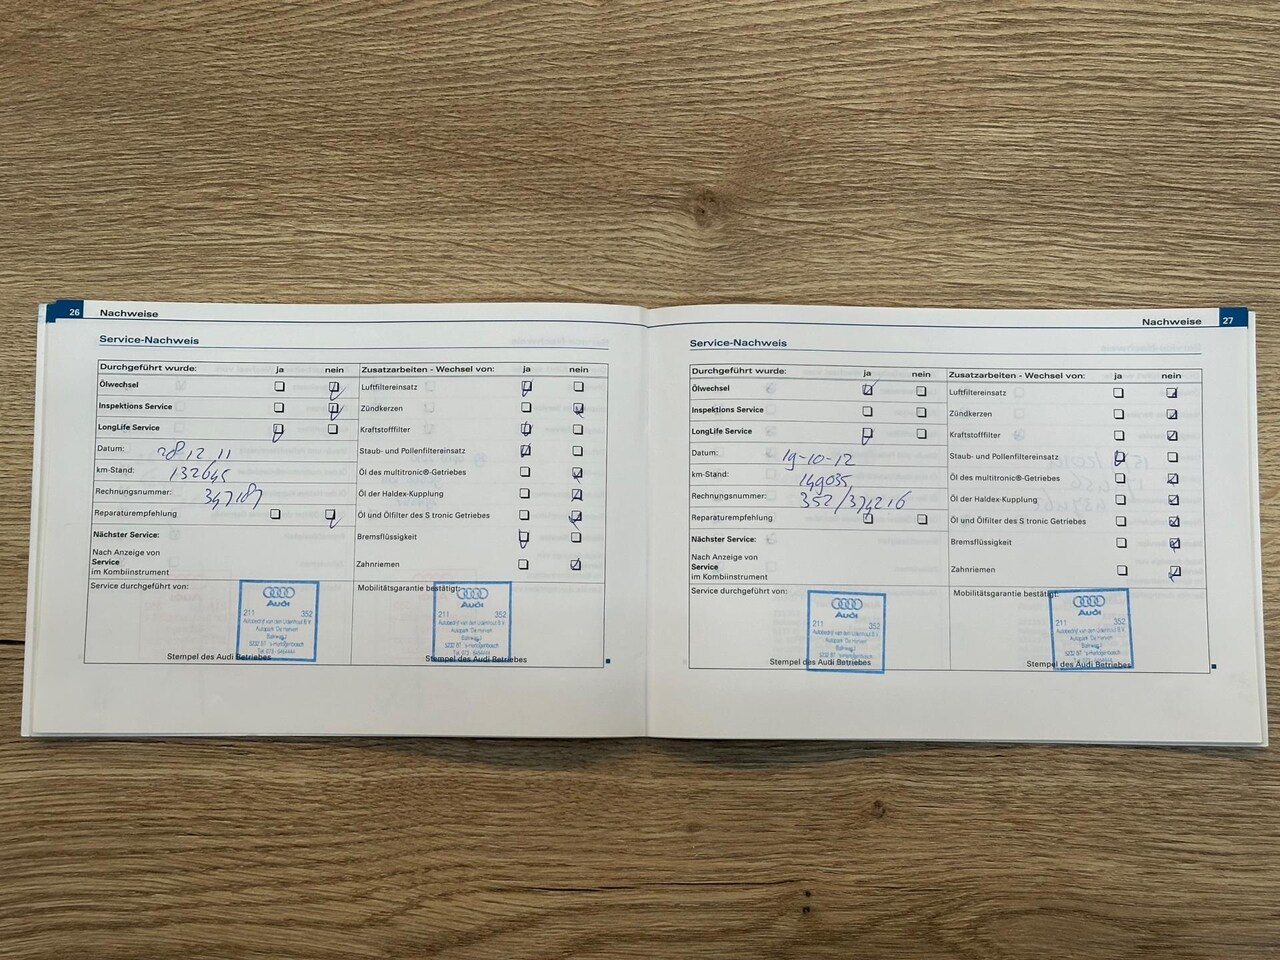 26 Nachweise
Service-Nachweis
Durchgeführt wurde: ja nein
Ölwechsel
Inspektions Service
LongLife Service
Datum: 28 12 11
km-Stand: 132645
Rechnungsnummer: 347187
Reparaturempfehlung
Nächster Service:
Nach Anzeige von
Service
im Kombiinstrument
Service durchgeführt von:
Audi
211 352
Stempel des Audi Betriebes
Zusatzarbeiten - Wechsel von: ja nein
Luftfiltereinsatz
Zündkerzen
Kraftstofffilter
Staub- und Pollenfiltereinsatz
Öl des multitronic®-Getriebes
Öl der Haldex-Kupplung
Öl und Ölfilter des S tronic Getriebes
Bremsflüssigkeit
Zahnriemen
Mobilitätsgarantie bestätigt:
Audi
211 352
Stempel des Audi Betriebes
Nachweise 27
Service-Nachweis
Durchgeführt wurde: ja nein
Ölwechsel
Inspektions Service
LongLife Service
Datum: 19-10-12
km-Stand: 149035
Rechnungsnummer: 352/374216
Reparaturempfehlung
Nächster Service:
Nach Anzeige von
Service
im Kombiinstrument
Service durchgeführt von:
Audi
211 352
Stempel des Audi Betriebes
Zusatzarbeiten - Wechsel von: ja nein
Luftfiltereinsatz
Zündkerzen
Kraftstofffilter
Staub- und Pollenfiltereinsatz
Öl des multitronic®-Getriebes
Öl der Haldex-Kupplung
Öl und Ölfilter des S tronic Getriebes
Bremsflüssigkeit
Zahnriemen
Mobilitätsgarantie bestätigt:
Audi
211 352
Stempel des Audi Betriebes